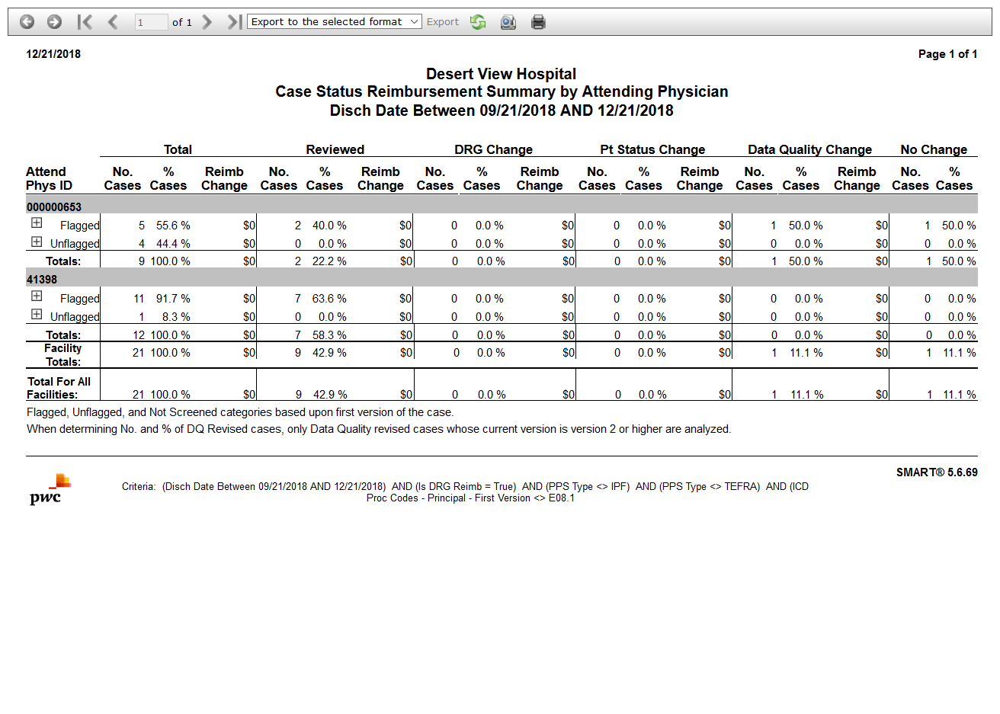 1 of 1 Export to the selected format Export
12/21/2018 Page 1 of 1
Desert View Hospital
Case Status Reimbursement Summary by Attending Physician
Disch Date Between 09/21/2018 AND 12/21/2018
Total Reviewed DRG Change Pt Status Change Data Quality Change No Change
Attend No. % Reimb No. % Reimb No. % Reimb No. % Reimb No. % Reimb No. %
Phys ID Cases Cases Change Cases Cases Change Cases Cases Change Cases Cases Change Cases Cases Change Cases Cases
000000653
Flagged 5 55.6 % $0 2 40.0 % $0 0 0.0 % $0 0 0.0 % $0 1 50.0 % $0 1 50.0 %
Unflagged 4 44.4 % $0 0 0.0 % $0 0 0.0 % $0 0 0.0 % $0 0 0.0 % $0 0 0.0 %
Totals: 9 100.0 % $0 2 22.2 % $0 0 0.0 % $0 0 0.0 % $0 1 50.0 % $0 1 50.0 %
41398
Flagged 11 91.7 % $0 7 63.6 % $0 0 0.0 % $0 0 0.0 % $0 0 0.0 % $0 0 0.0 %
Unflagged 1 8.3 % $0 0 0.0 % $0 0 0.0 % $0 0 0.0 % $0 0 0.0 % $0 0 0.0 %
Totals: 12 100.0 % $0 7 58.3 % $0 0 0.0 % $0 0 0.0 % $0 0 0.0 % $0 0 0.0 %
Facility
Totals: 21 100.0 % $0 9 42.9 % $0 0 0.0 % $0 0 0.0 % $0 1 11.1 % $0 1 11.1 %
Total For All
Facilities: 21 100.0 % $0 9 42.9 % $0 0 0.0 % $0 0 0.0 % $0 1 11.1 % $0 1 11.1 %
Flagged, Unflagged, and Not Screened categories based upon first version of the case.
When determining No. and % of DQ Revised cases, only Data Quality revised cases whose current version is version 2 or higher are analyzed.
SMART® 5.6.69
pwc
Criteria: (Disch Date Between 09/21/2018 AND 12/21/2018) AND (Is DRG Reimb = True) AND (PPS Type <> IPF) AND (PPS Type <> TEFRA) AND (ICD
Proc Codes - Principal - First Version <> E08.1